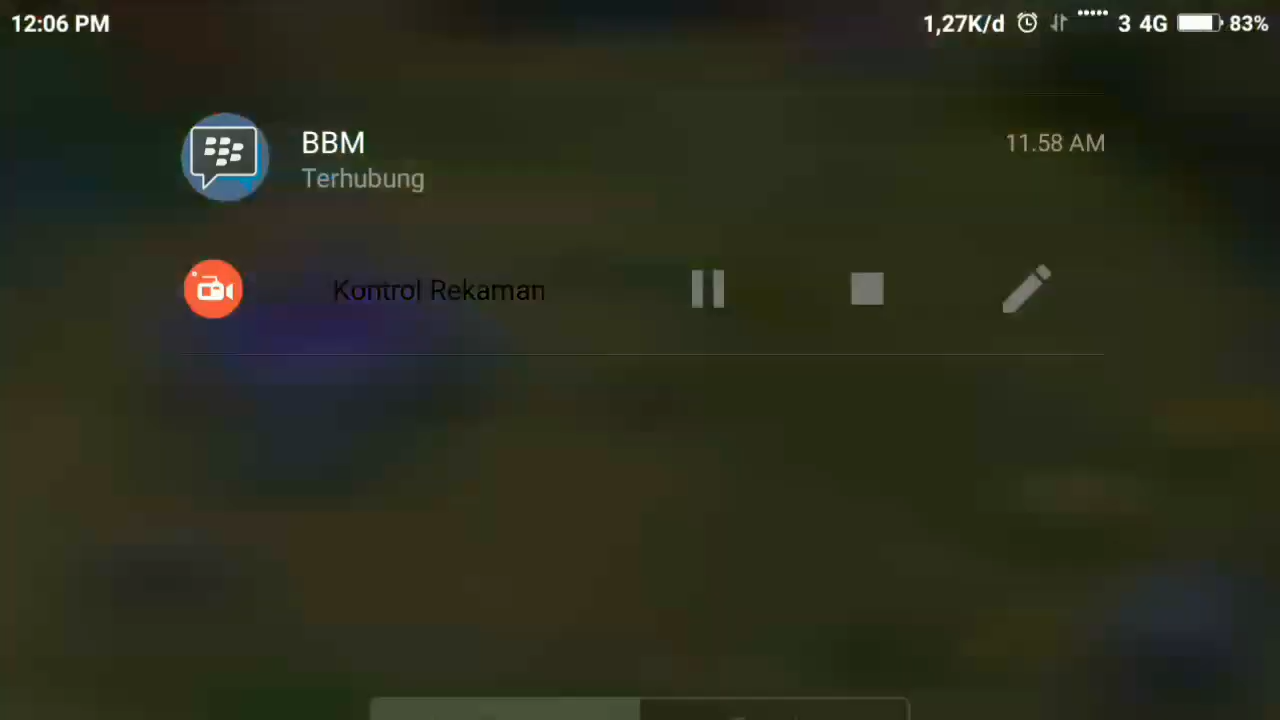 12:06 PM
1,27K/d 3 4G 83%
BBM
11.58 AM
Terhubung
Kontrol Rekaman